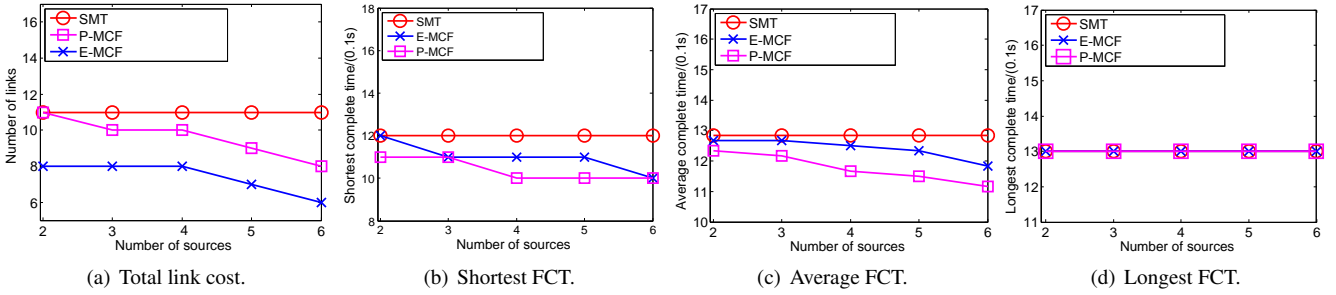 Number of links
16
14
12
10
8
6
2
3
4
5
6
Number of sources
SMT
P-MCF
E-MCF
(a) Total link cost.
Shortest complete time/(0.1s)
18
16
14
12
10
8
2
3
4
5
6
Number of sources
SMT
E-MCF
P-MCF
(b) Shortest FCT.
Average complete time/(0.1s)
17
16
15
14
13
12
11
10
2
3
4
5
6
Number of sources
SMT
E-MCF
P-MCF
(c) Average FCT.
Longest complete time/(0.1s)
17
16
15
14
13
12
11
2
3
4
5
6
Number of sources
SMT
E-MCF
P-MCF
(d) Longest FCT.